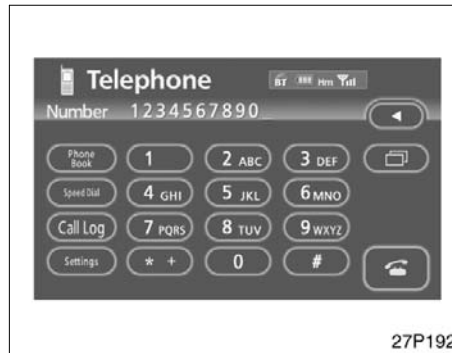 Telephone BT Hm
Number 1234567890_
Phone Book 1 2 ABC 3 DEF
Speed Dial 4 GHI 5 JKL 6 MNO
Call Log 7 PQRS 8 TUV 9 WXYZ
Settings * + 0 #
27P192